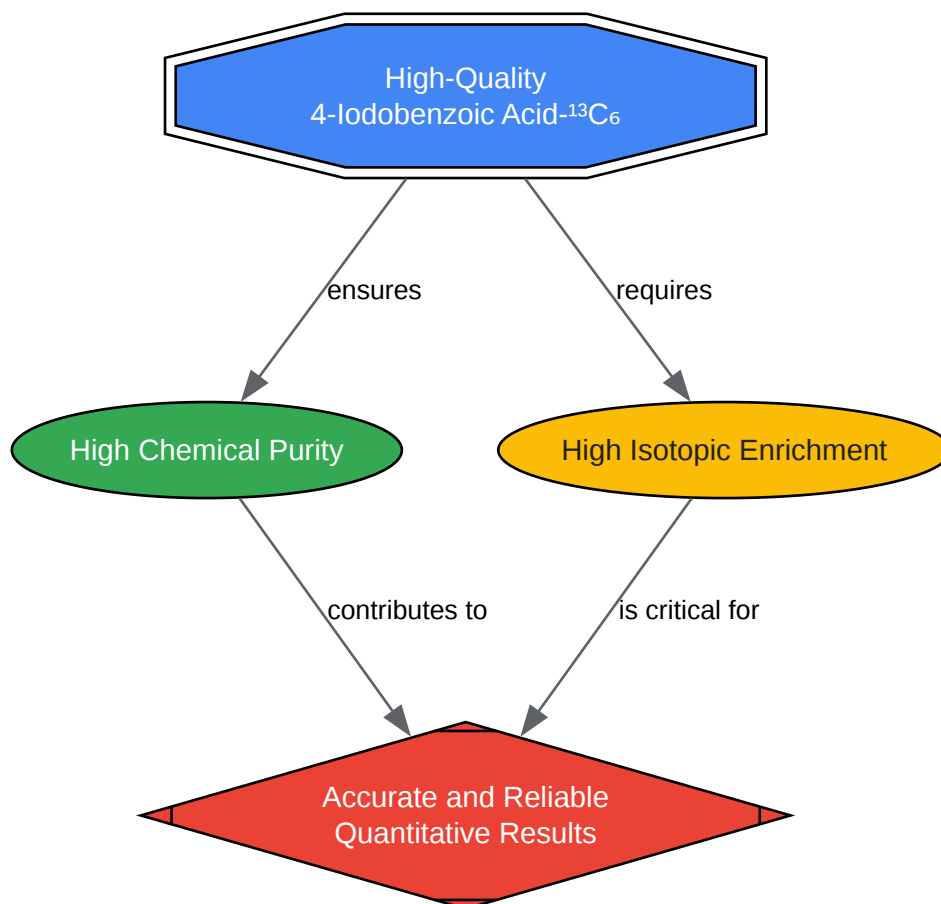 High-Quality
4-Iodobenzoic Acid-¹³C₆
ensures
requires
High Chemical Purity
High Isotopic Enrichment
contributes to
is critical for
Accurate and Reliable
Quantitative Results